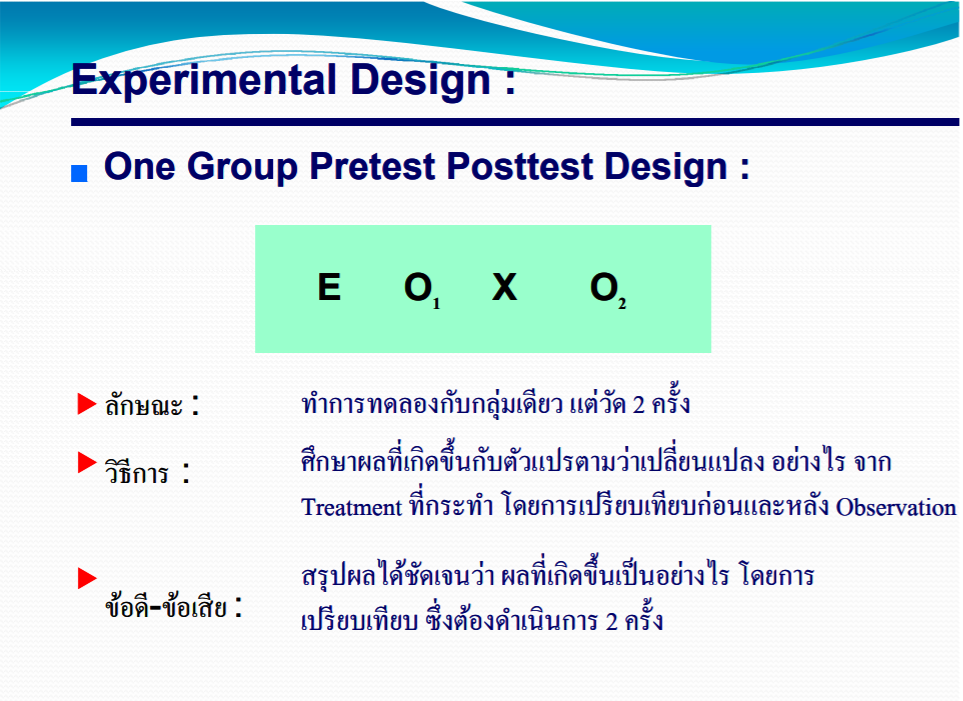 Experimental Design :
One Group Pretest Posttest Design :
E O₁ X O₂
ลักษณะ : ทำการทดลองกับกลุ่มเดียว แต่วัด 2 ครั้ง
วิธีการ : ศึกษาผลที่เกิดขึ้นกับตัวแปรตามว่าเปลี่ยนแปลง อย่างไร จาก
Treatment ที่กระทำ โดยการเปรียบเทียบก่อนและหลัง Observation
ข้อดี-ข้อเสีย : สรุปผลได้ชัดเจนว่า ผลที่เกิดขึ้นเป็นอย่างไร โดยการ
เปรียบเทียบ ซึ่งต้องดำเนินการ 2 ครั้ง